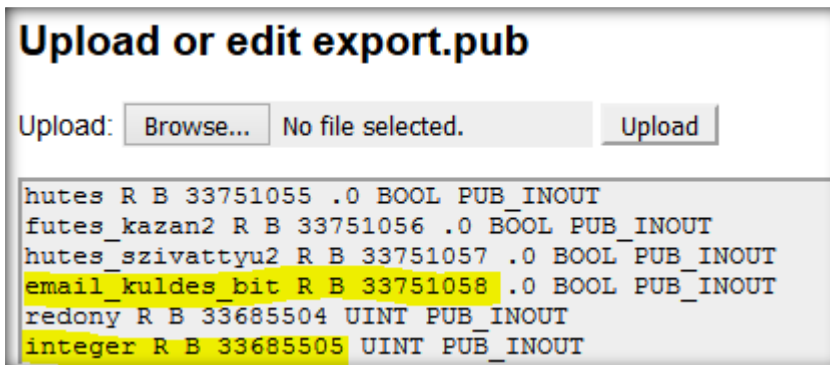 Upload or edit export.pub
Upload: Browse... No file selected. Upload
hutes R B 33751055 .0 BOOL PUB_INOUT
futes_kazan2 R B 33751056 .0 BOOL PUB_INOUT
hutes_szivattyu2 R B 33751057 .0 BOOL PUB_INOUT
email_kuldes_bit R B 33751058 .0 BOOL PUB_INOUT
redony R B 33685504 UINT PUB_INOUT
integer R B 33685505 UINT PUB_INOUT